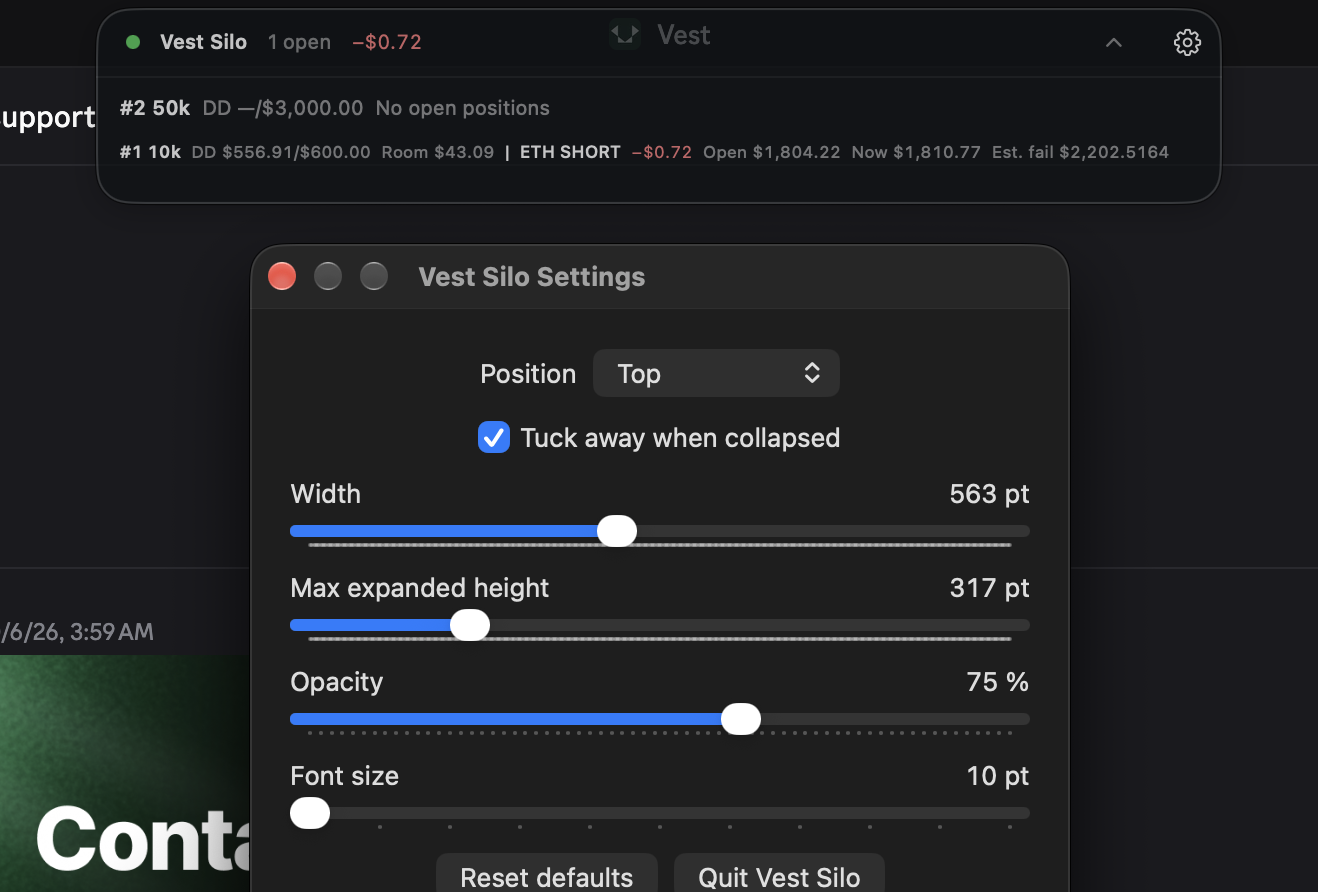 Vest Silo 1 open −$0.72
Vest
upport
#2 50k DD —/$3,000.00 No open positions
#1 10k DD $556.91/$600.00 Room $43.09 | ETH SHORT −$0.72 Open $1,804.22 Now $1,810.77 Est. fail $2,202.5164
Vest Silo Settings
Position Top
Tuck away when collapsed
Width 563 pt
Max expanded height 317 pt
/6/26, 3:59 AM
Opacity 75 %
Font size 10 pt
Conta
Reset defaults Quit Vest Silo